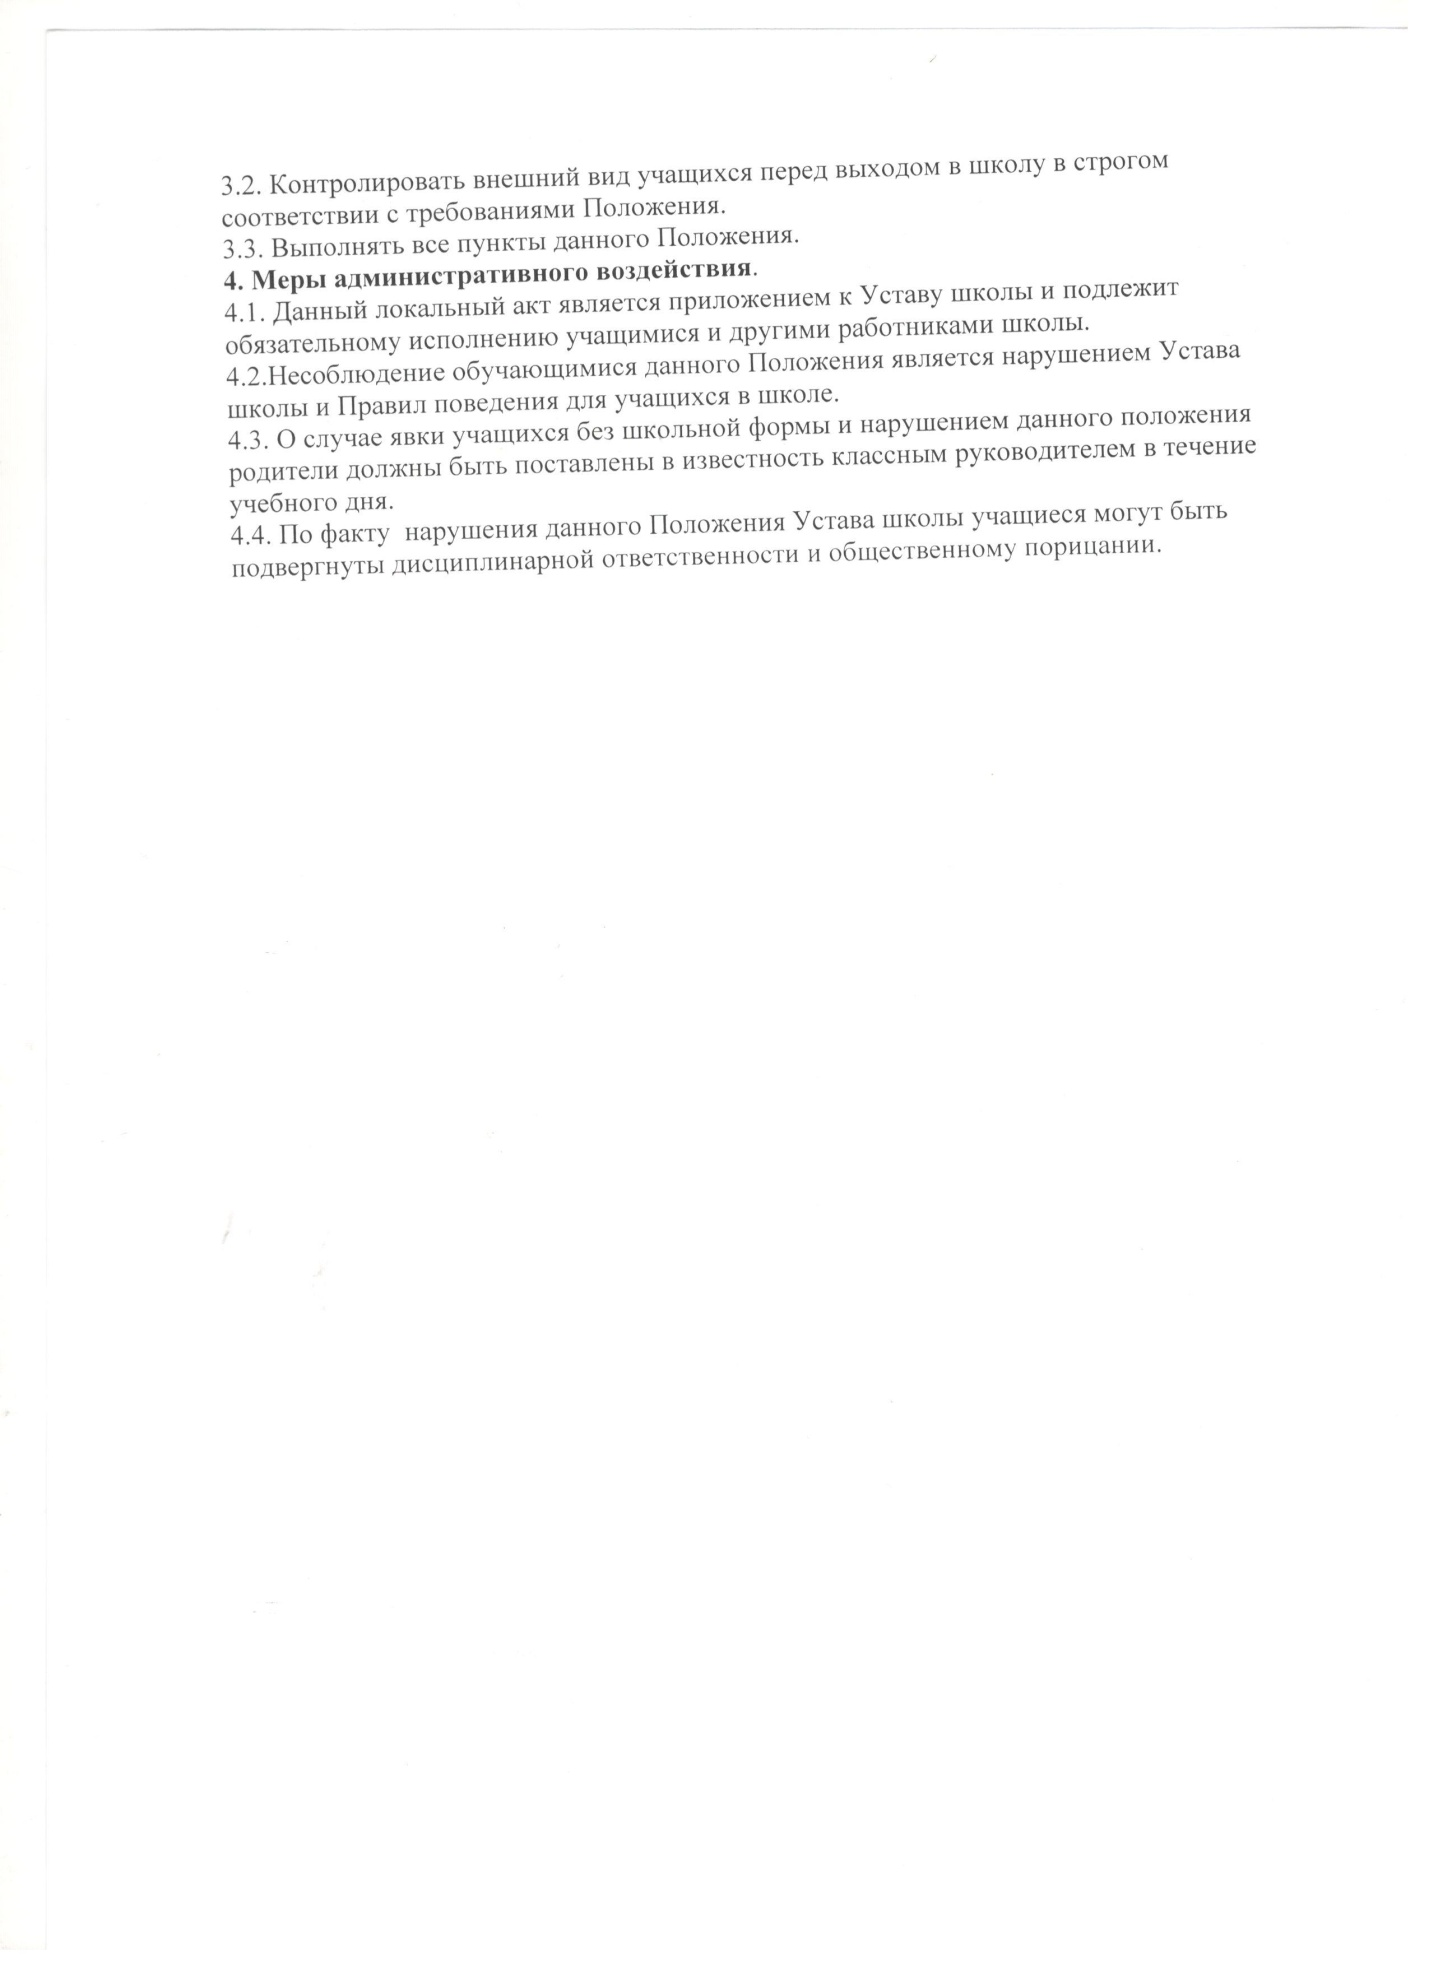 3.2. Контролировать внешний вид учащихся перед выходом в школу в строгом
соответствии с требованиями Положения.
3.3. Выполнять все пункты данного Положения.
4. Меры административного воздействия.
4.1. Данный локальный акт является приложением к Уставу школы и подлежит
обязательному исполнению учащимися и другими работниками школы.
4.2.Несоблюдение обучающимися данного Положения является нарушением Устава
школы и Правил поведения для учащихся в школе.
4.3. О случае явки учащихся без школьной формы и нарушением данного положения
родители должны быть поставлены в известность классным руководителем в течение
учебного дня.
4.4. По факту  нарушения данного Положения Устава школы учащиеся могут быть
подвергнуты дисциплинарной ответственности и общественному порицании.